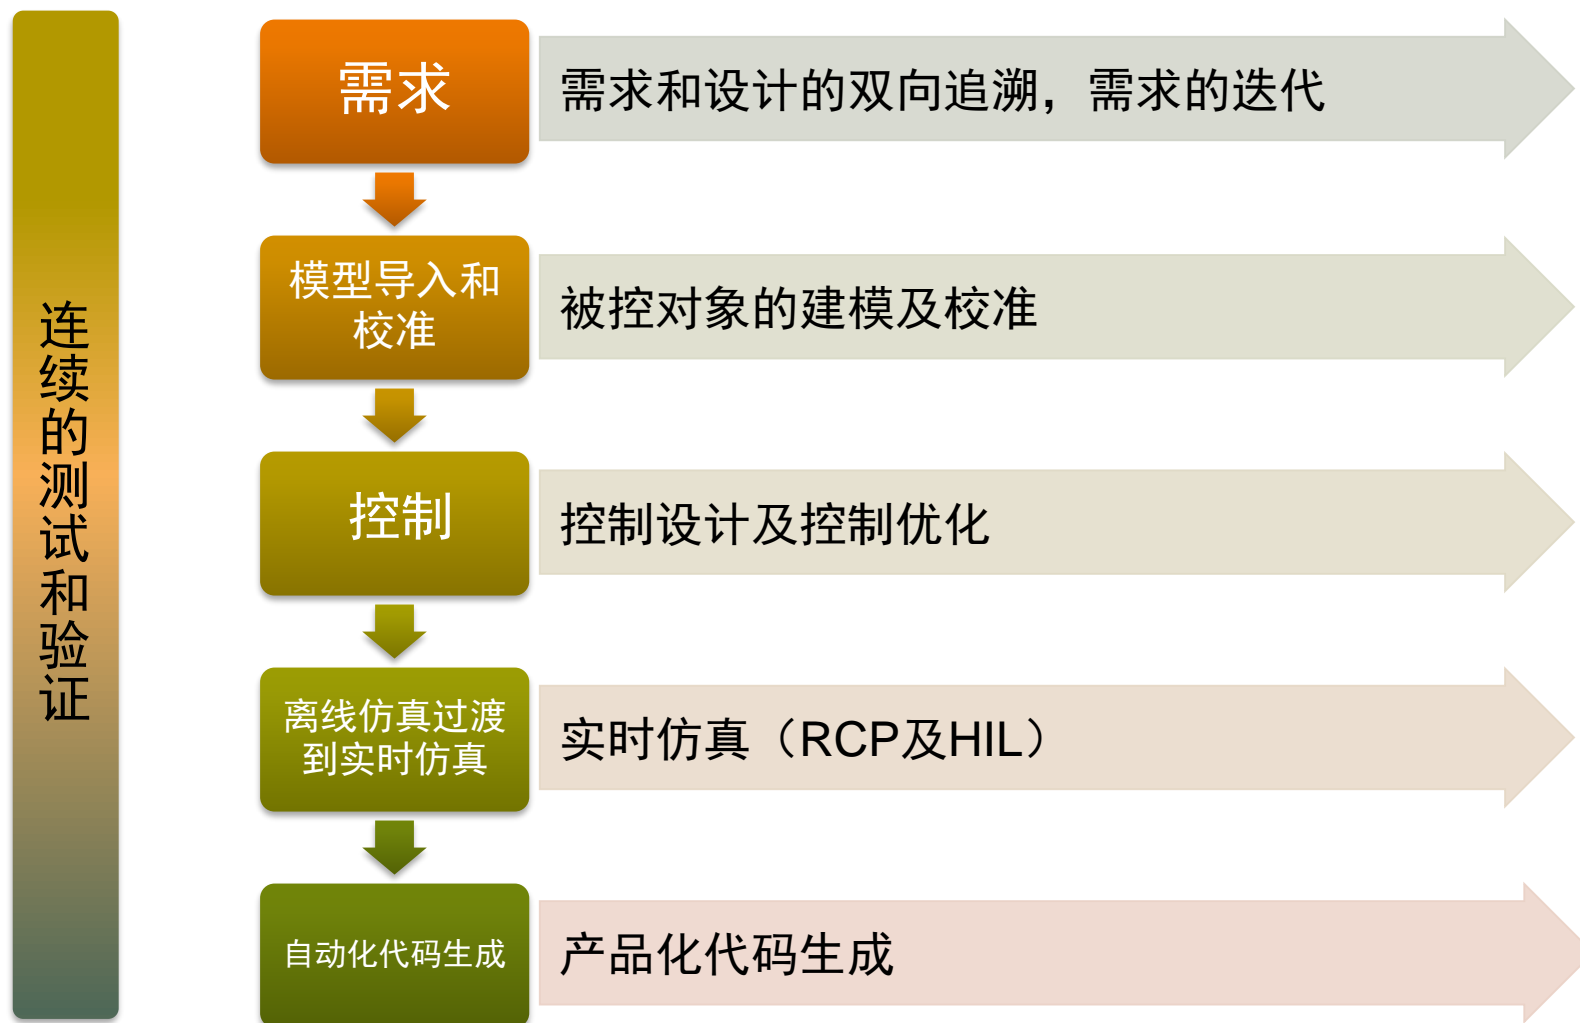 连续的测试和验证
需求
需求和设计的双向追溯，需求的迭代
模型导入和
校准
被控对象的建模及校准
控制
控制设计及控制优化
离线仿真过渡
到实时仿真
实时仿真（RCP及HIL）
自动化代码生成
产品化代码生成